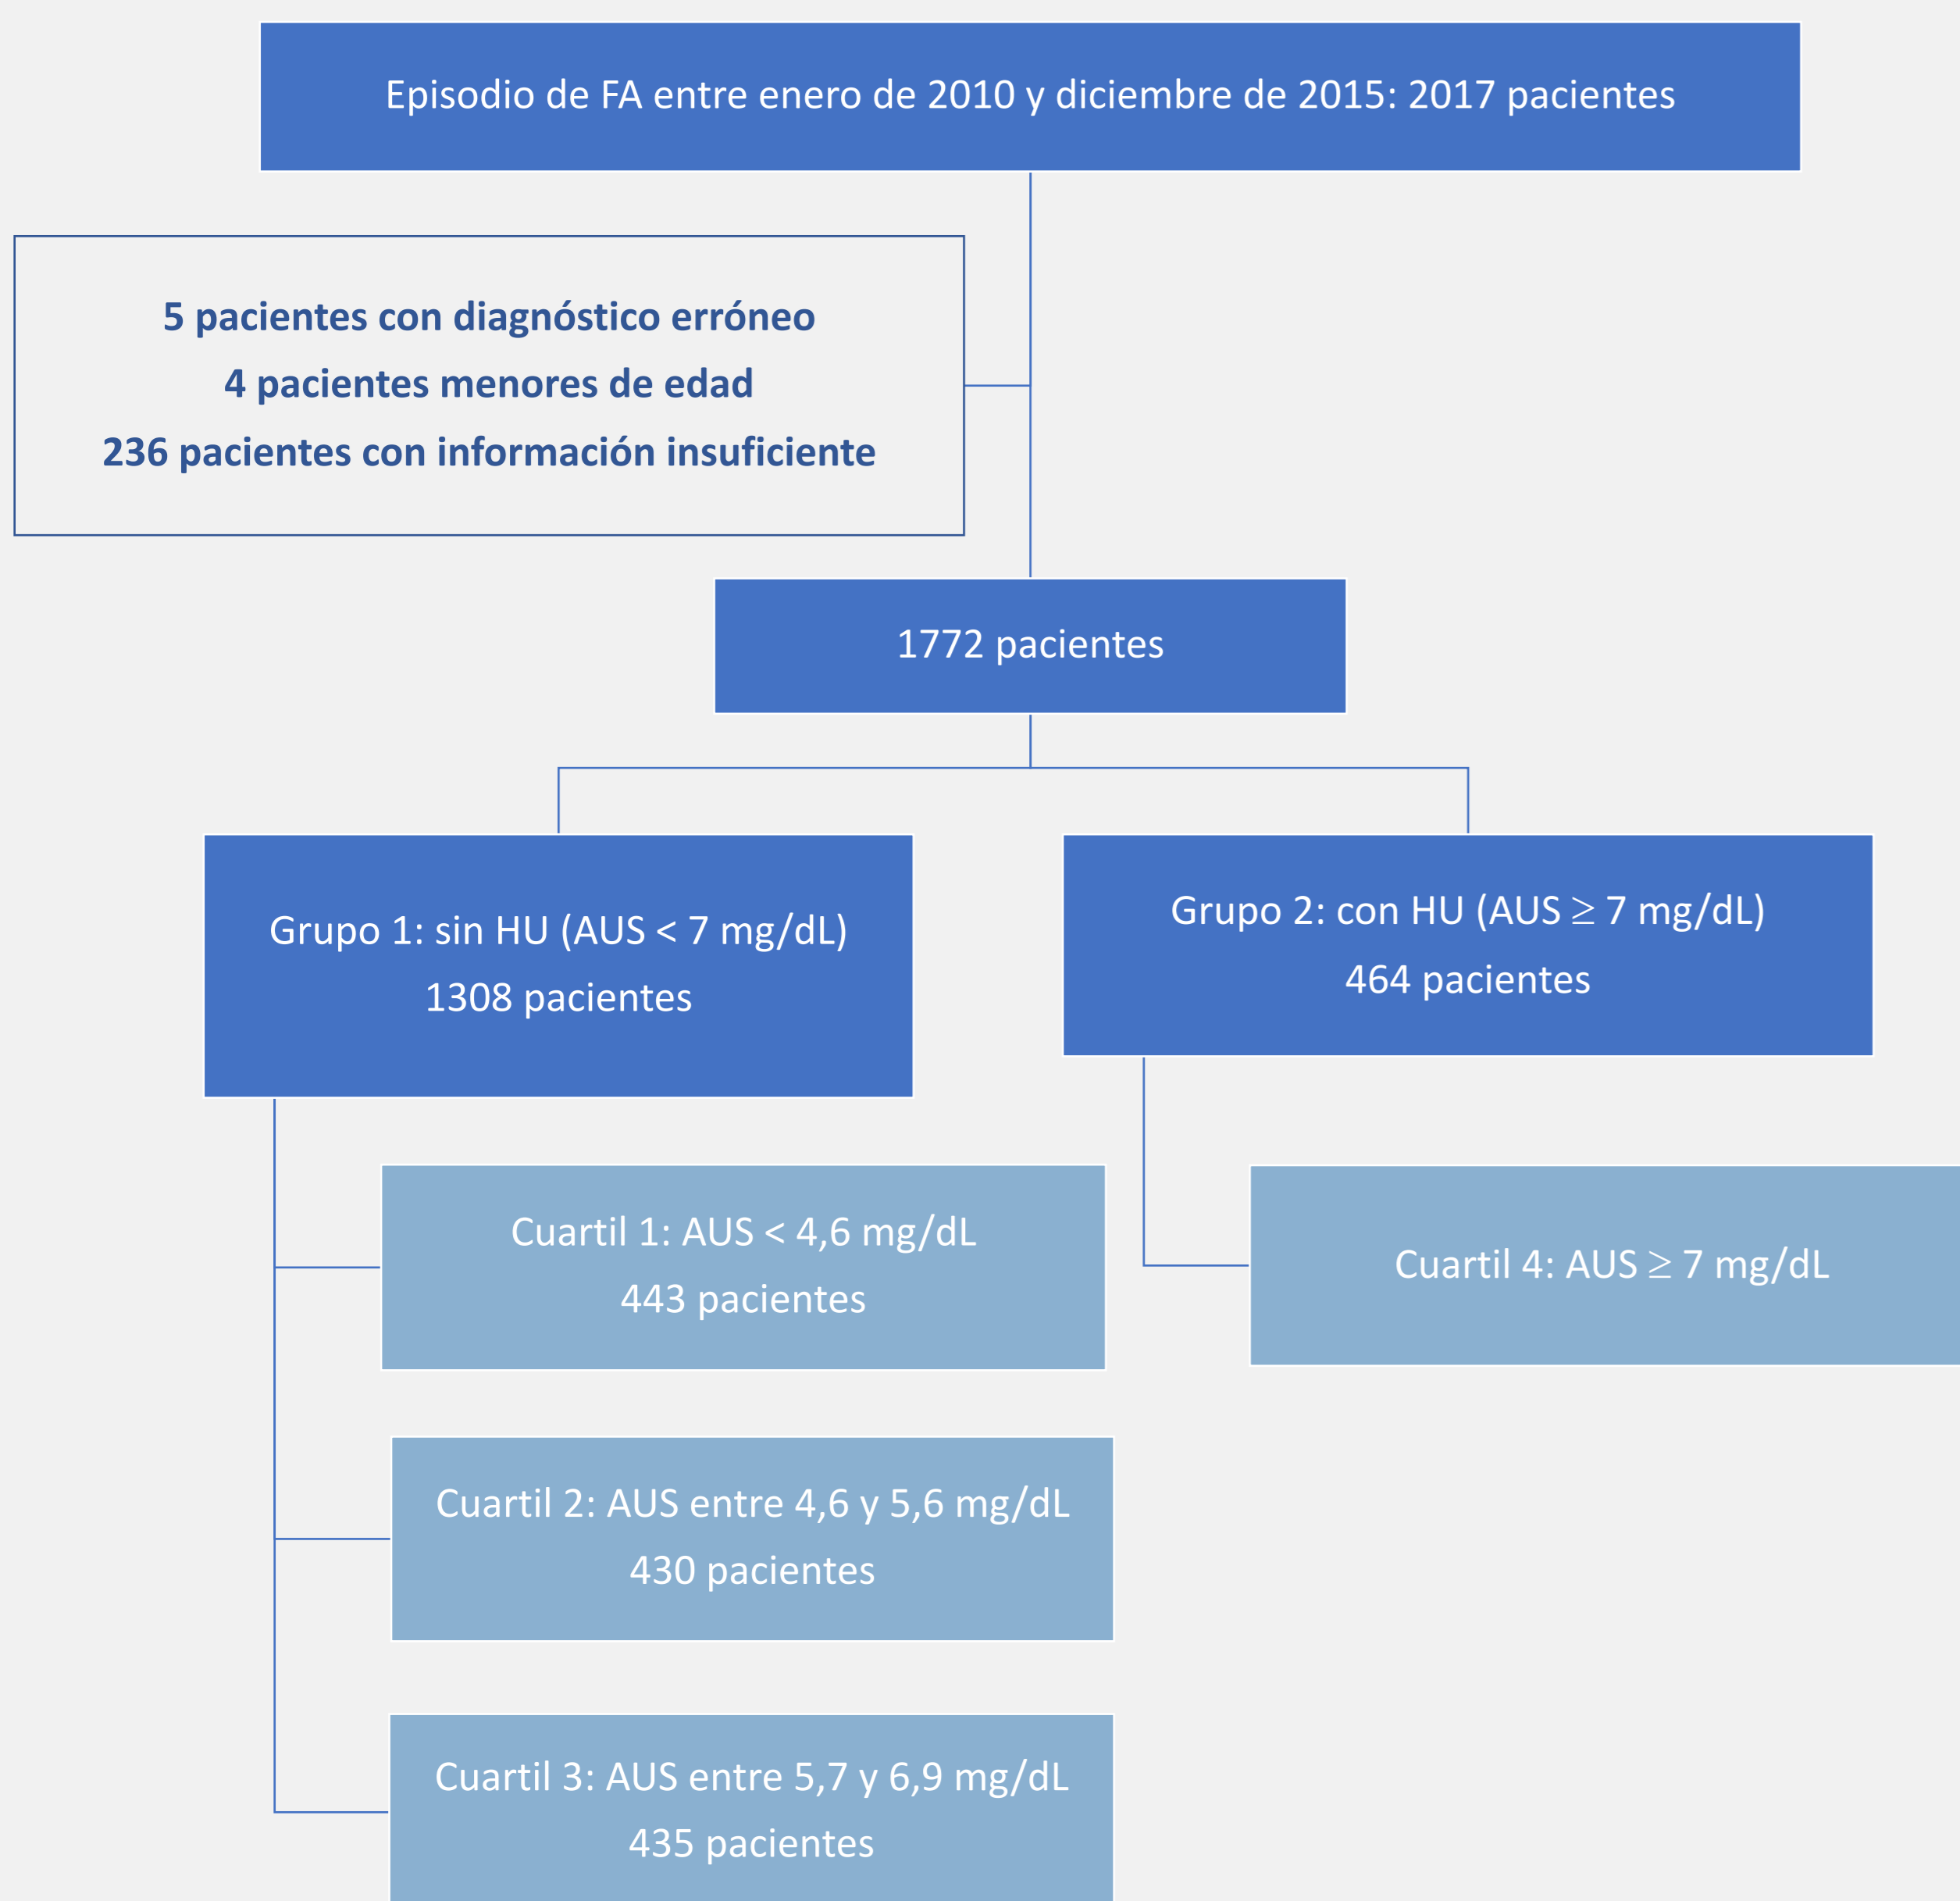 Episodio de FA entre enero de 2010 y diciembre de 2015: 2017 pacientes
5 pacientes con diagnóstico erróneo
4 pacientes menores de edad
236 pacientes con información insuficiente
1772 pacientes
Grupo 1: sin HU (AUS < 7 mg/dL)
1308 pacientes
Grupo 2: con HU (AUS ≥ 7 mg/dL)
464 pacientes
Cuartil 1: AUS < 4,6 mg/dL
443 pacientes
Cuartil 4: AUS ≥ 7 mg/dL
Cuartil 2: AUS entre 4,6 y 5,6 mg/dL
430 pacientes
Cuartil 3: AUS entre 5,7 y 6,9 mg/dL
435 pacientes